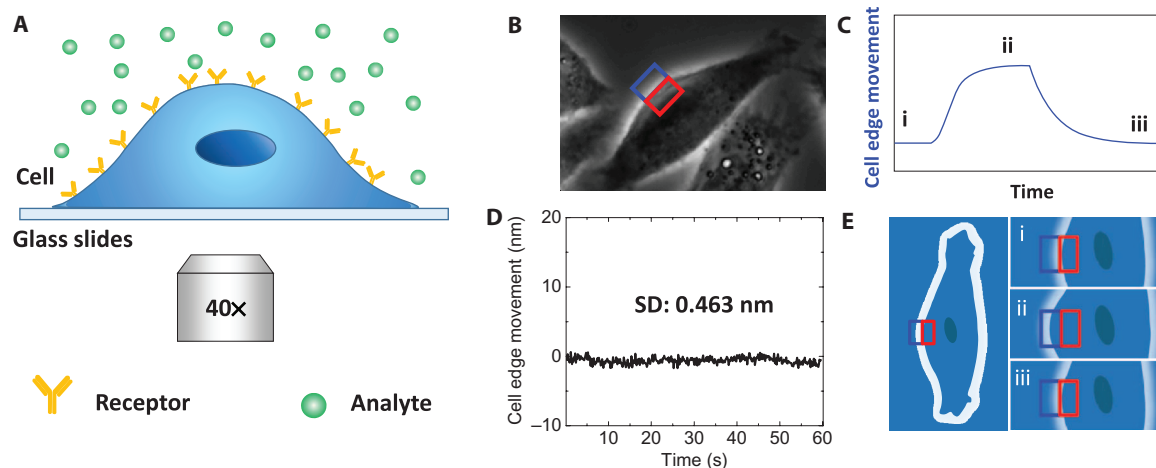 A
Cell
Glass slides
40×
Receptor
Analyte
B
C
Cell edge movement
i
ii
iii
Time
D
Cell edge movement (nm)
20
10
0
–10
SD: 0.463 nm
10 20 30 40 50 60
Time (s)
E
i
ii
iii